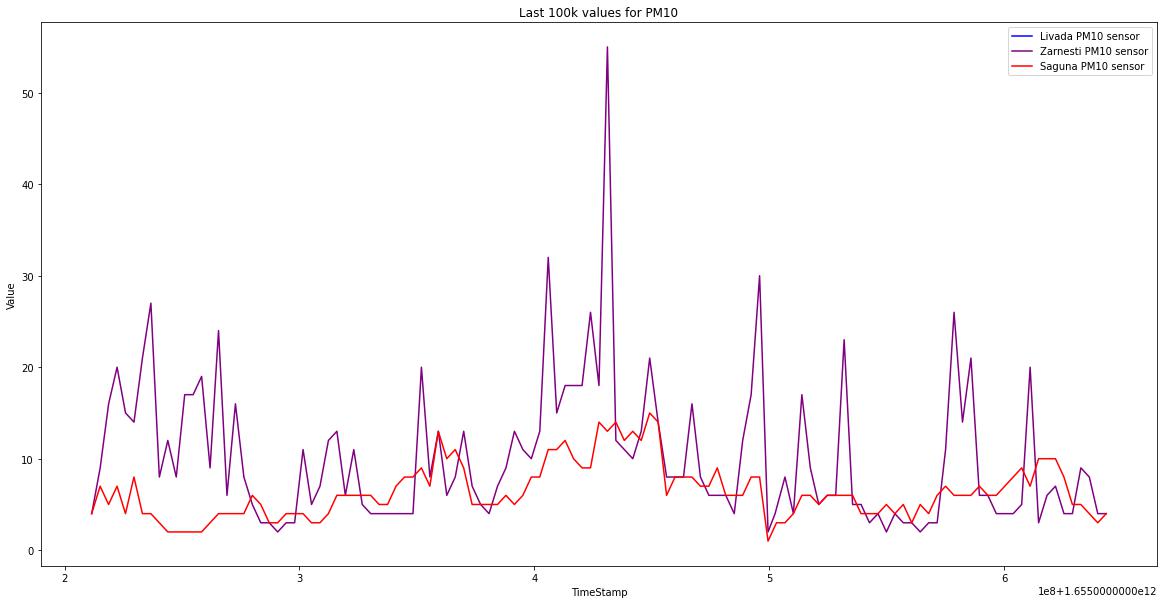 Last 100k values for PM10
Livada PM10 sensor
Zarnesti PM10 sensor
Saguna PM10 sensor
50
40
30
20
10
0
Value
2 3 4 5 6
TimeStamp
1e8+1.6550000000e12